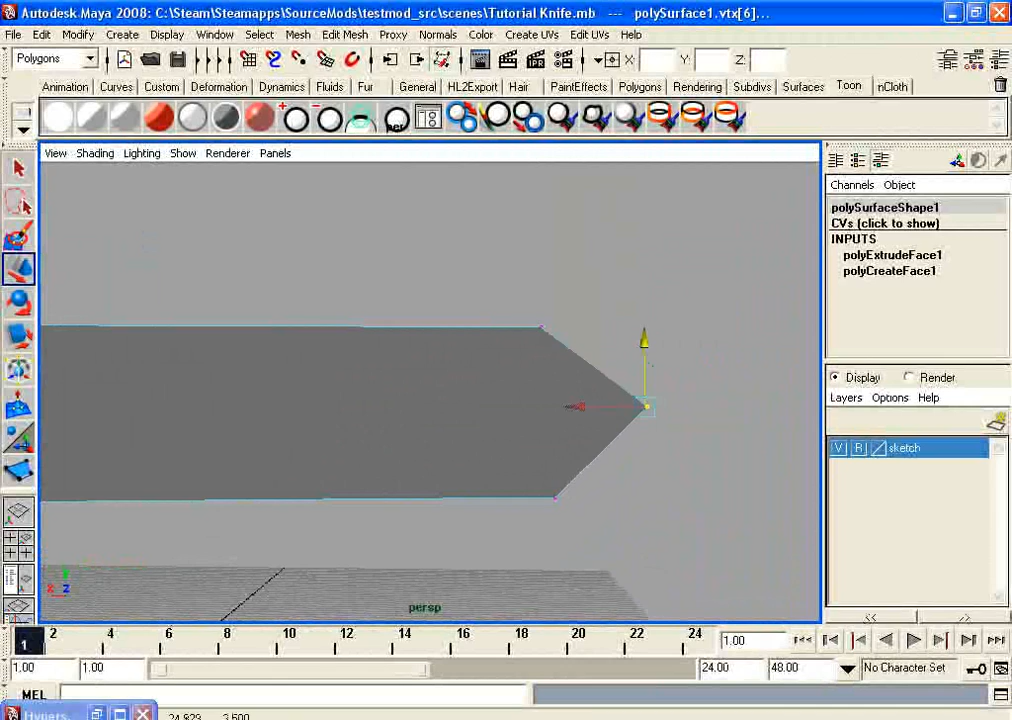 Autodesk Maya 2008: C:\Steam\Steamapps\SourceMods\testmod_src\scenes\Tutorial Knife.mb --- polySurface1.vtx[6]...
File Edit Modify Create Display Window Select Mesh Edit Mesh Proxy Normals Color Create UVs Edit UVs Help
Polygons X: Y: Z:
Animation Curves Custom Deformation Dynamics Fluids Fur General HL2Export Hair PaintEffects Polygons Rendering Subdivs Surfaces Toon nCloth
View Shading Lighting Show Renderer Panels
Channels Object
polySurfaceShape1
CVs (click to show)
INPUTS
polyExtrudeFace1
polyCreateFace1
Display Render
Layers Options Help
V R sketch
persp
1 2 4 6 8 10 12 14 16 18 20 22 24 1.00
1.00 1.00 24.00 48.00 No Character Set
MEL
Hypers.